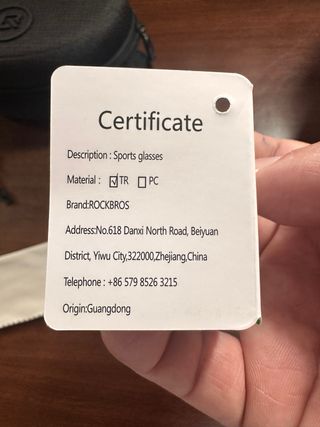 Certificate
Description : Sports glasses
Material : ☑TR ☐PC
Brand:ROCKBROS
Address:No.618 Danxi North Road, Beiyuan
District, Yiwu City,322000,Zhejiang,China
Telephone : +86 579 8526 3215
Origin:Guangdong